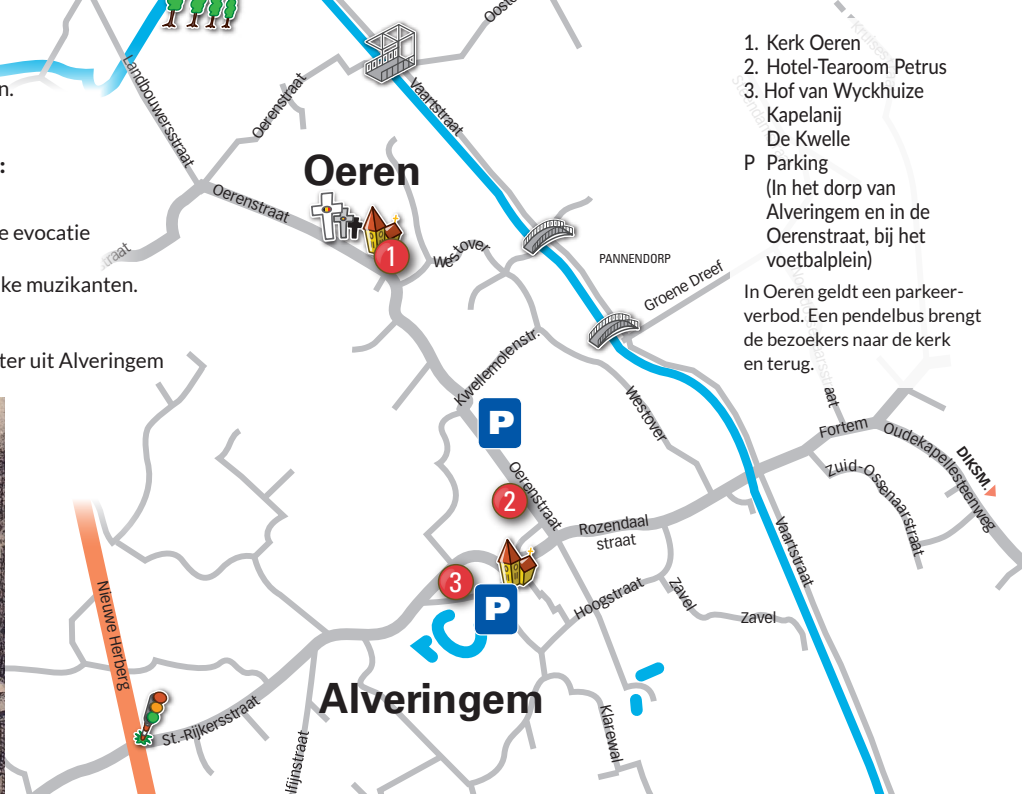 n.
:
e evocatie
ke muzikanten.
ter uit Alveringem
Landbouwersstraat
Oerenstraat
Vaartstraat
Oeren
Oerenstraat
1
Westover
PANNENDORP
Groene Dreef
Kwellemolenstr.
P
Westover
Oerenstraat
2
Rozendaal
straat
Fortem
Oudekapellesteenweg
DIKSM.
Zuid-Ossenaarstraat
Vaartstraat
3
P
Hoogstraat
Zavel
Zavel
Nieuwe Herberg
Alveringem
St.-Rijkersstraat
Klarewal
1. Kerk Oeren
2. Hotel-Tearoom Petrus
3. Hof van Wyckhuize
Kapelanij
De Kwelle
P Parking
(In het dorp van
Alveringem en in de
Oerenstraat, bij het
voetbalplein)
In Oeren geldt een parkeer-
verbod. Een pendelbus brengt
de bezoekers naar de kerk
en terug.